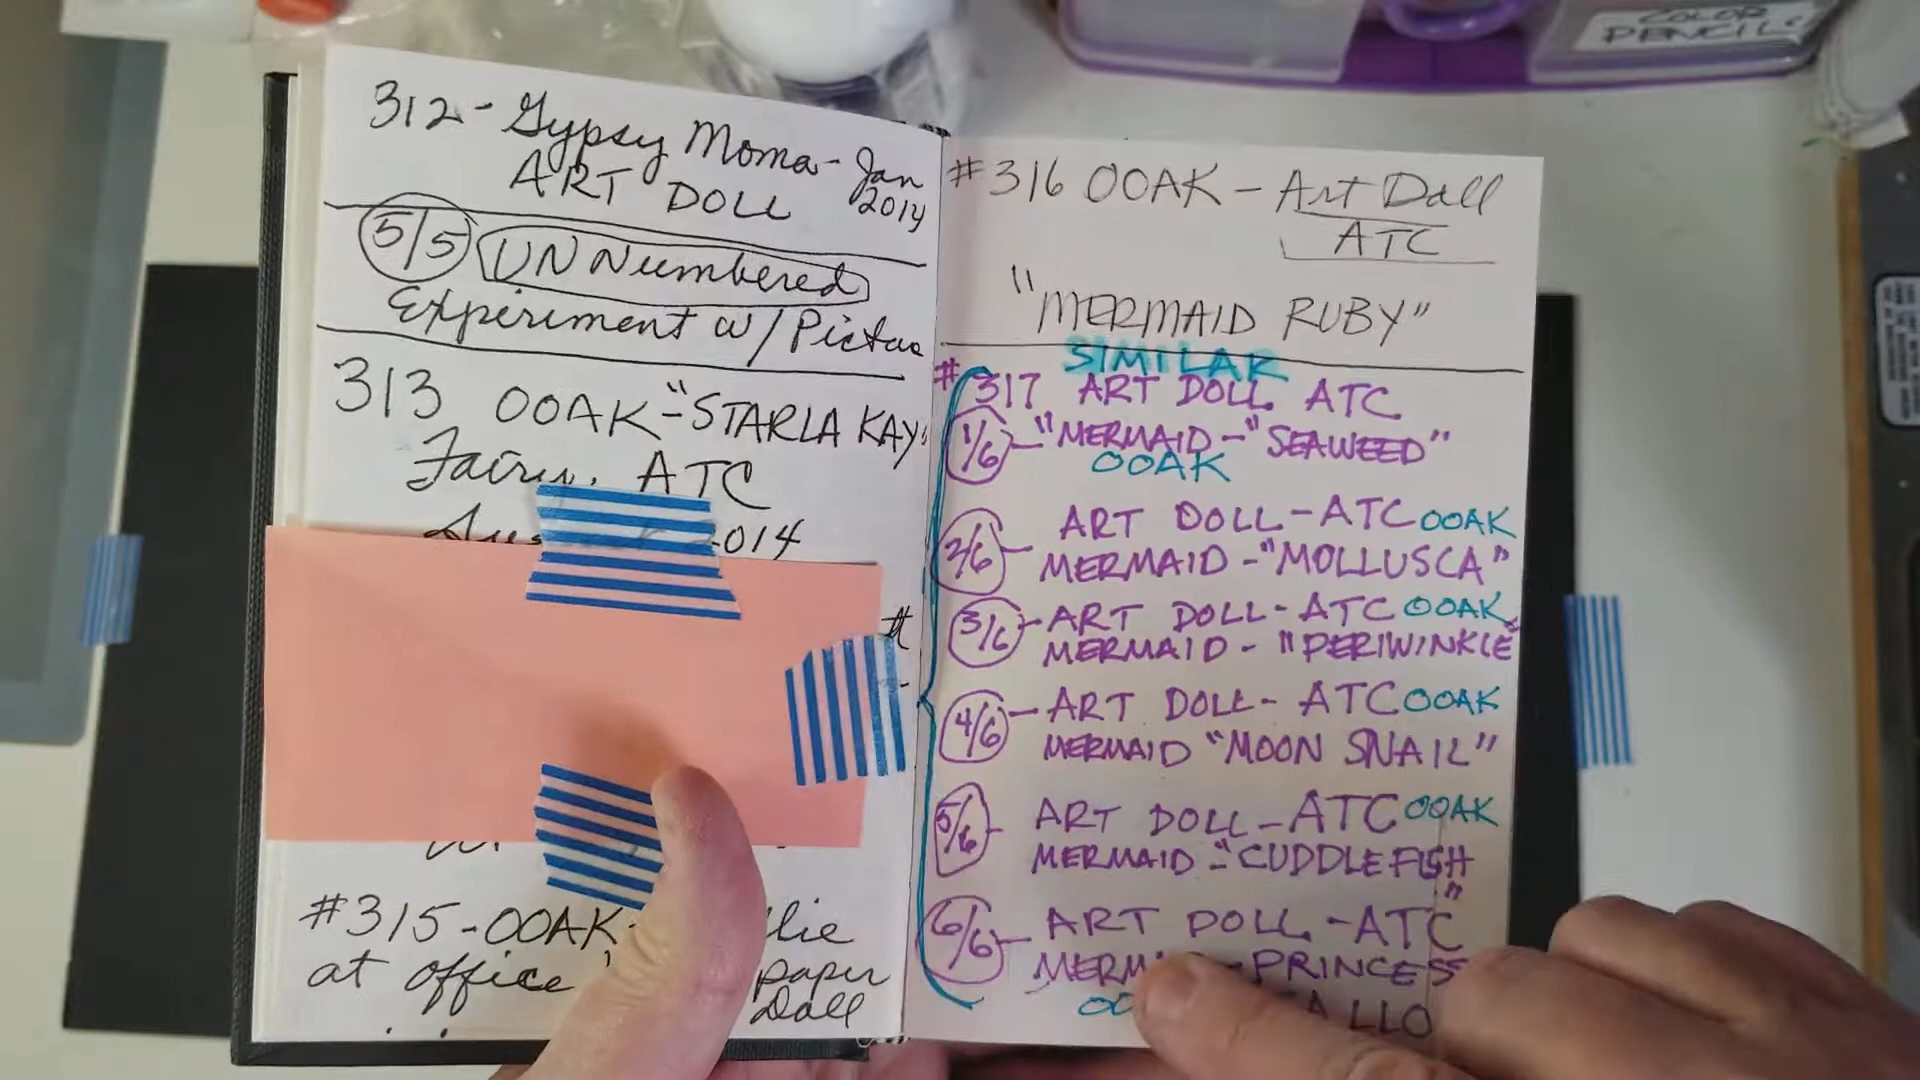 COLOR
PENCILS
312 - Gypsy Moma - Jan
ART DOLL 2014
5/5 UN Numbered
Experiment w/
313 OOAK - "STARLA KAY"
Fairy ATC
2014
#315 - OOAK -
at office paper
Doll
#316 OOAK - Art Doll
ATC
"MERMAID RUBY"
SIMILAR
# 317 ART DOLL ATC
1/6 - "MERMAID - "SEAWEED"
OOAK
2/6 - ART DOLL - ATC OOAK
MERMAID - "MOLLUSCA"
3/6 - ART DOLL - ATC OOAK
MERMAID - "PERIWINKLE"
4/6 - ART DOLL - ATC OOAK
MERMAID "MOON SNAIL"
5/6 - ART DOLL - ATC OOAK
MERMAID - "CUDDLEFISH"
6/6 - ART DOLL - ATC
PRINCESS